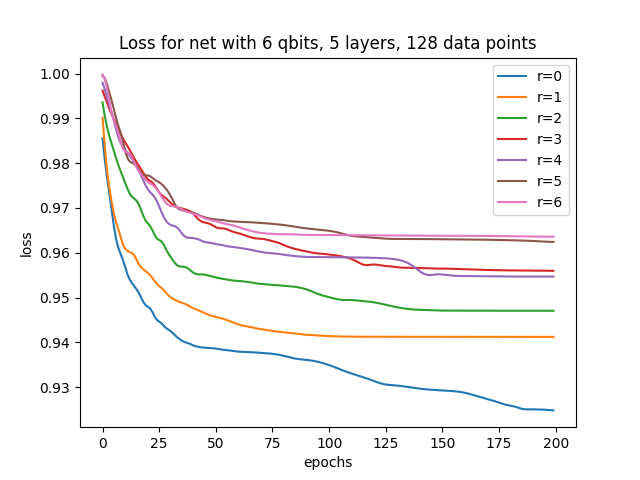 Loss for net with 6 qbits, 5 layers, 128 data points
1.00
0.99
0.98
0.97
0.96
0.95
0.94
0.93
loss
0
25
50
75
100
125
150
175
200
epochs
r=0
r=1
r=2
r=3
r=4
r=5
r=6